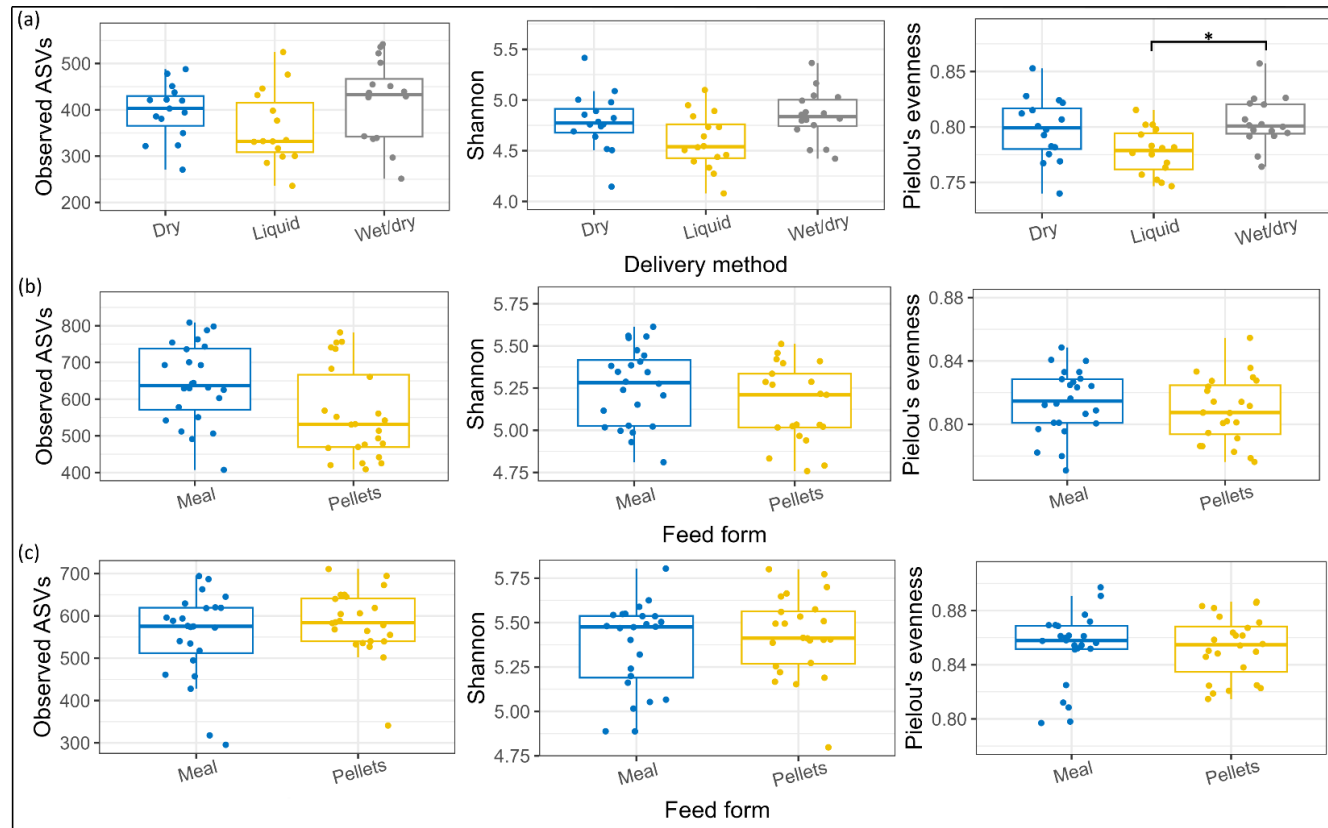 (a)
Observed ASVs
500
400
300
200
Dry
Liquid
Wet/dry
Shannon
5.5
5.0
4.5
4.0
Dry
Liquid
Wet/dry
Delivery method
Pielou's evenness
0.85
0.80
0.75
*
Dry
Liquid
Wet/dry
(b)
Observed ASVs
800
700
600
500
400
Meal
Pellets
Shannon
5.75
5.50
5.25
5.00
4.75
Meal
Pellets
Feed form
Pielou's evenness
0.88
0.84
0.80
Meal
Pellets
(c)
Observed ASVs
700
600
500
400
300
Meal
Pellets
Shannon
5.75
5.50
5.25
5.00
4.75
Meal
Pellets
Feed form
Pielou's evenness
0.88
0.84
0.80
Meal
Pellets